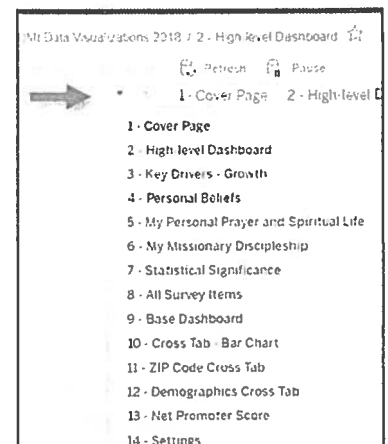 DMI Data Visualizations 2018 / 2 - High-level Dashboard
Refresh Pause
1 - Cover Page 2 - High-level D
1 - Cover Page
2 - High-level Dashboard
3 - Key Drivers - Growth
4 - Personal Beliefs
5 - My Personal Prayer and Spiritual Life
6 - My Missionary Discipleship
7 - Statistical Significance
8 - All Survey Items
9 - Base Dashboard
10 - Cross Tab - Bar Chart
11 - ZIP Code Cross Tab
12 - Demographics Cross Tab
13 - Net Promoter Score
14 - Settings